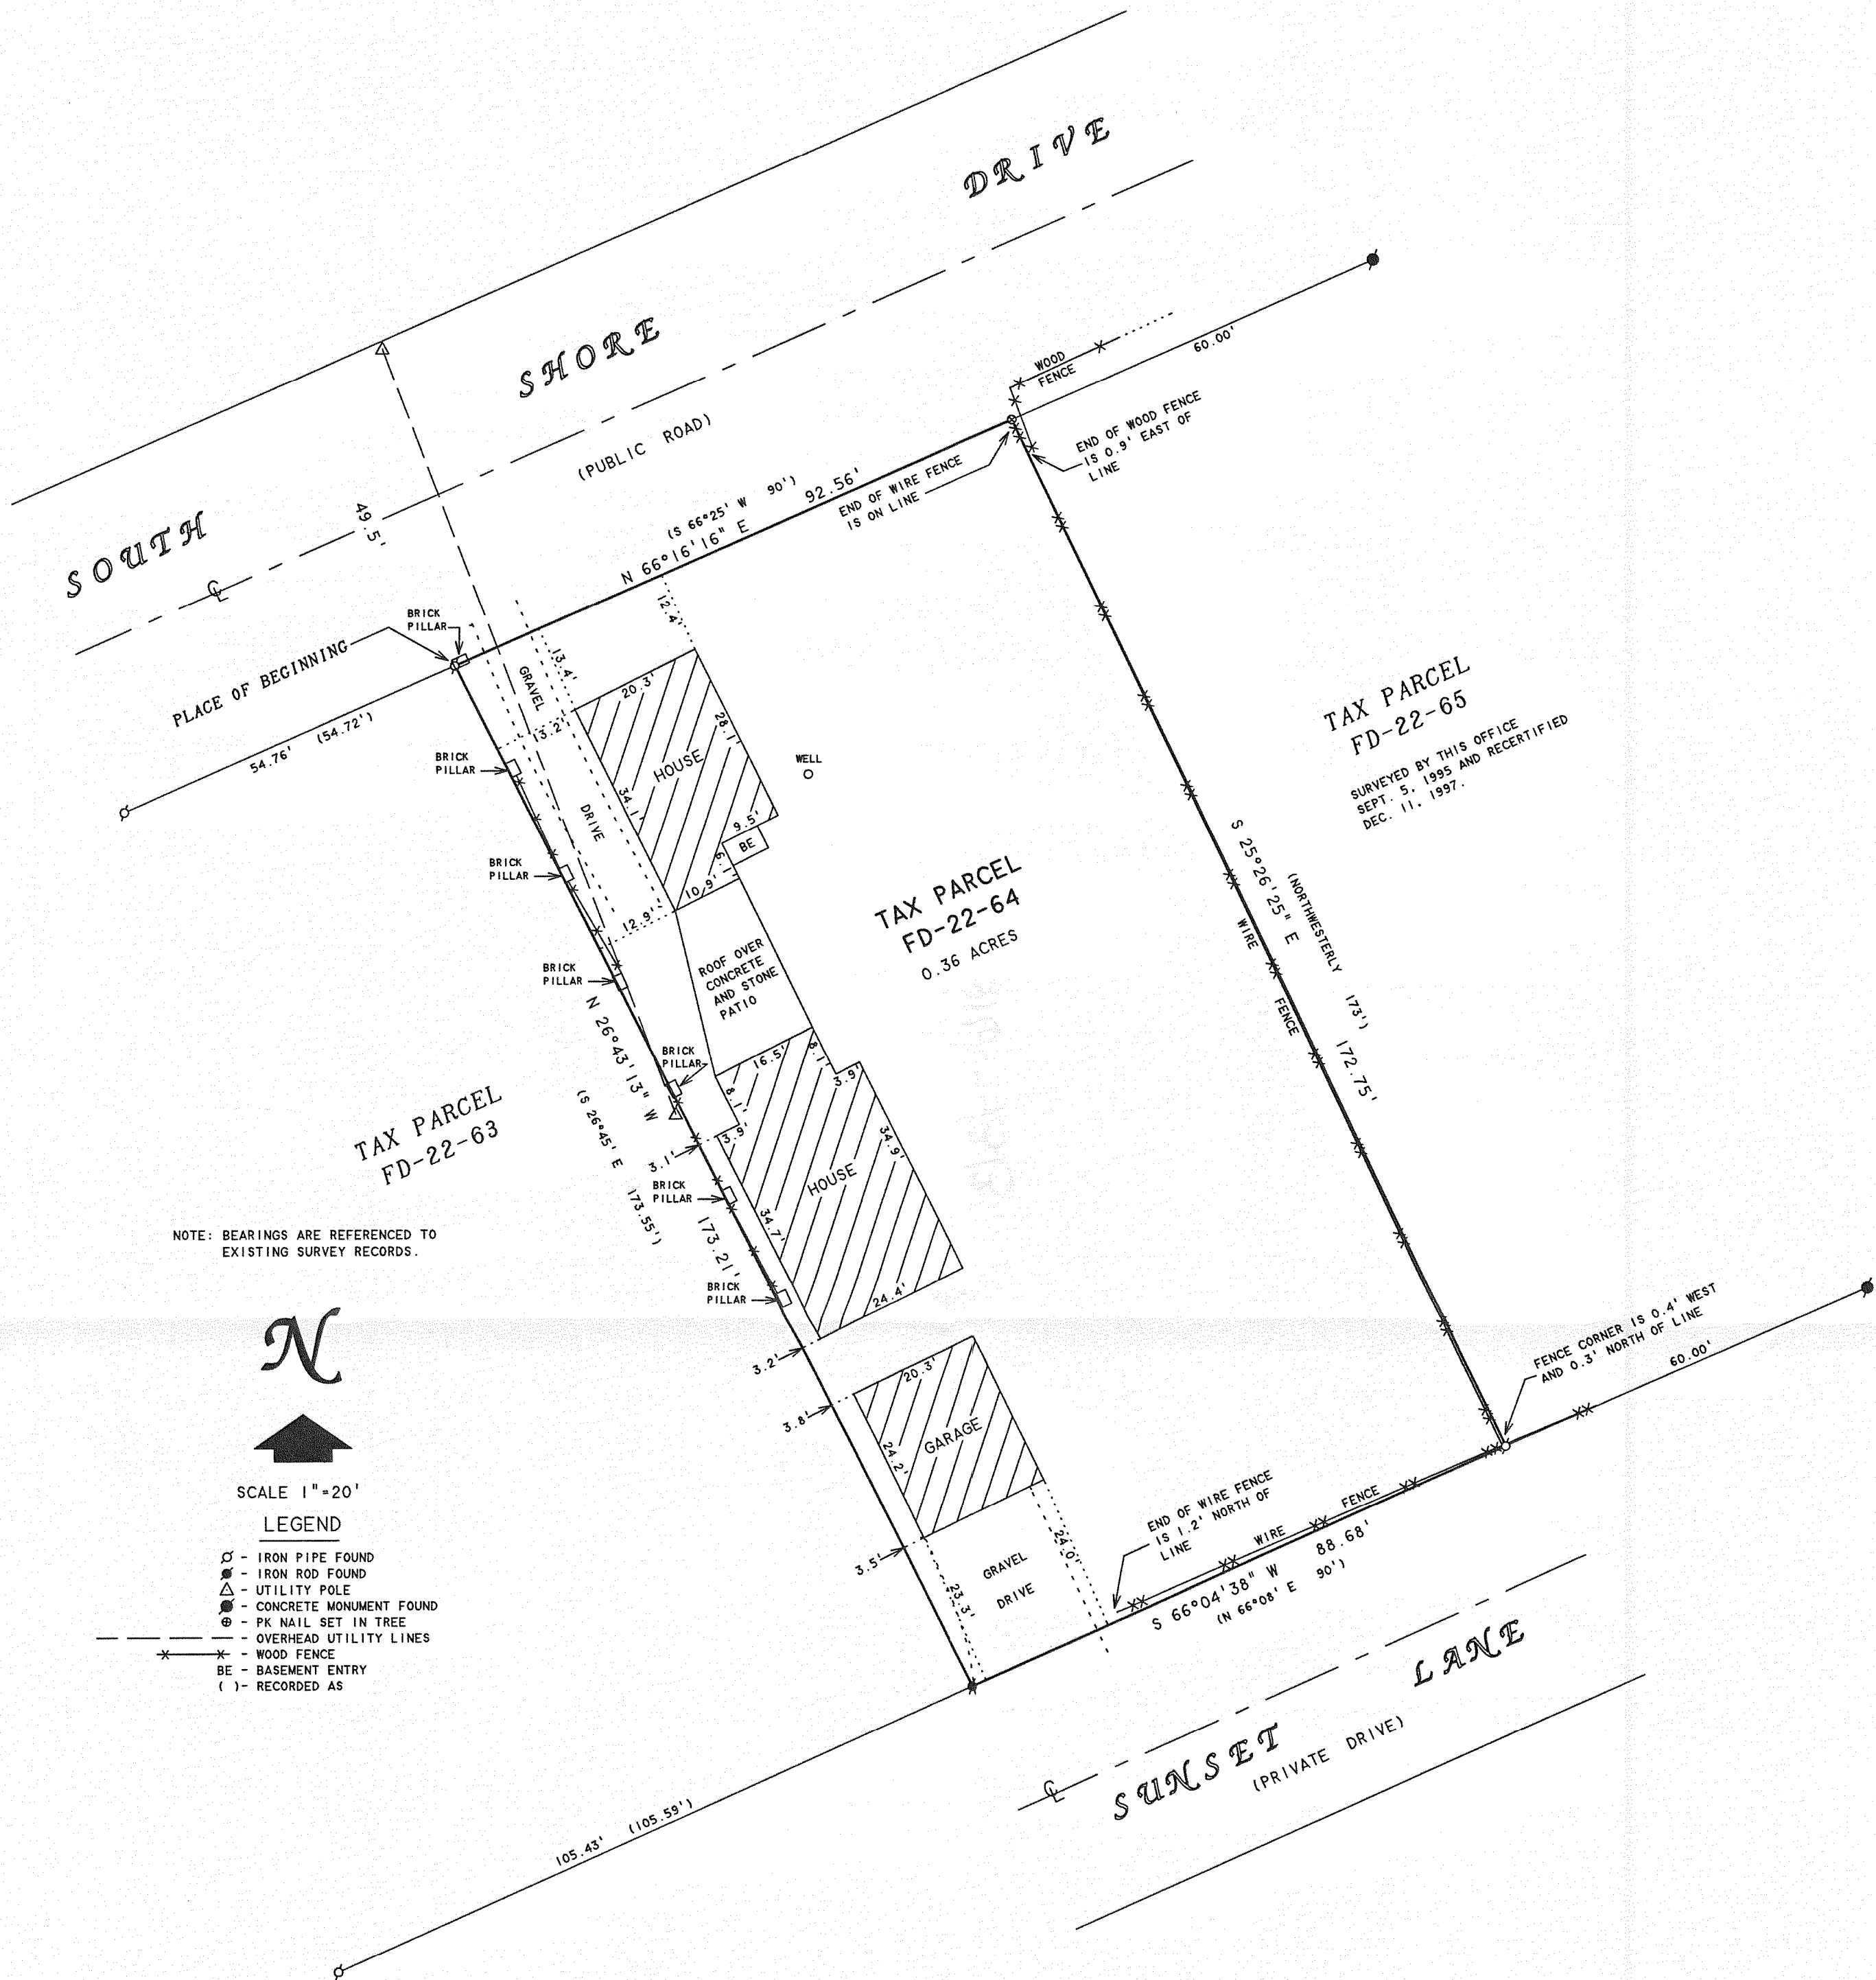 SOUTH SHORE DRIVE
(PUBLIC ROAD)
49.5'
℄
WOOD
FENCE
60.00'
END OF WOOD FENCE
IS 0.9' EAST OF
LINE
END OF WIRE FENCE
IS ON LINE
(S 66°25' W 90')
N 66°16'16" E 92.56'
BRICK
PILLAR
PLACE OF BEGINNING
54.76' (54.72')
12.4'
13.4'
GRAVEL
DRIVE
13.2'
20.3'
28.1'
HOUSE
34.1'
9.5'
BE
6.1'
10.9'
12.9'
WELL
BRICK
PILLAR
BRICK
PILLAR
BRICK
PILLAR
TAX PARCEL
FD-22-64
0.36 ACRES
TAX PARCEL
FD-22-65
SURVEYED BY THIS OFFICE
SEPT. 5, 1995 AND RECERTIFIED
DEC. 11, 1997.
S 25°26'25" E 172.75'
(NORTHWESTERLY 173')
WIRE FENCE
ROOF OVER
CONCRETE
AND STONE
PATIO
N 26°43'13" W 173.21'
(S 26°45' E 173.55')
BRICK
PILLAR
16.5'
8.1'
8.1'
3.9'
3.9'
3.1'
34.9'
HOUSE
34.7'
24.4'
BRICK
PILLAR
BRICK
PILLAR
TAX PARCEL
FD-22-63
NOTE: BEARINGS ARE REFERENCED TO
EXISTING SURVEY RECORDS.
N
SCALE 1"=20'
LEGEND
- IRON PIPE FOUND
- IRON ROD FOUND
- UTILITY POLE
- CONCRETE MONUMENT FOUND
- PK NAIL SET IN TREE
- OVERHEAD UTILITY LINES
- WOOD FENCE
BE - BASEMENT ENTRY
( )- RECORDED AS
3.2'
3.8'
3.5'
20.3'
GARAGE
24.2'
24.0'
23.3'
GRAVEL
DRIVE
END OF WIRE FENCE
IS 1.2' NORTH OF
LINE
WIRE FENCE
FENCE CORNER IS 0.4' WEST
AND 0.3' NORTH OF LINE
60.00'
S 66°04'38" W 88.68'
(N 66°08' E 90')
105.43' (105.59')
℄
SUNSET LANE
(PRIVATE DRIVE)